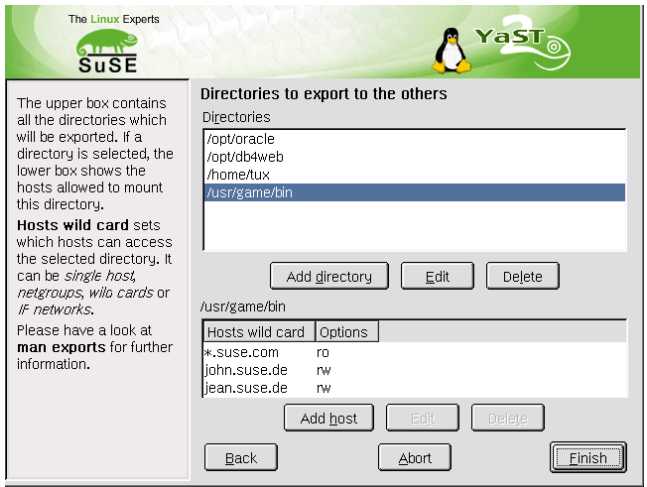 The Linux Experts
SuSE
YaST
2
The upper box contains
all the directories which
will be exported. If a
directory is selected, the
lower box shows the
hosts allowed to mount
this directory.
Hosts wild card sets
which hosts can access
the selected directory. It
can be single host,
netgroups, wild cards or
IP networks.
Please have a look at
man exports for further
information.
Directories to export to the others
Directories
/opt/oracle
/opt/db4web
/home/tux
/usr/game/bin
Add directory Edit Delete
/usr/game/bin
Hosts wild card Options
*.suse.com ro
john.suse.de rw
jean.suse.de rw
Add host Edit Delete
Back Abort Finish